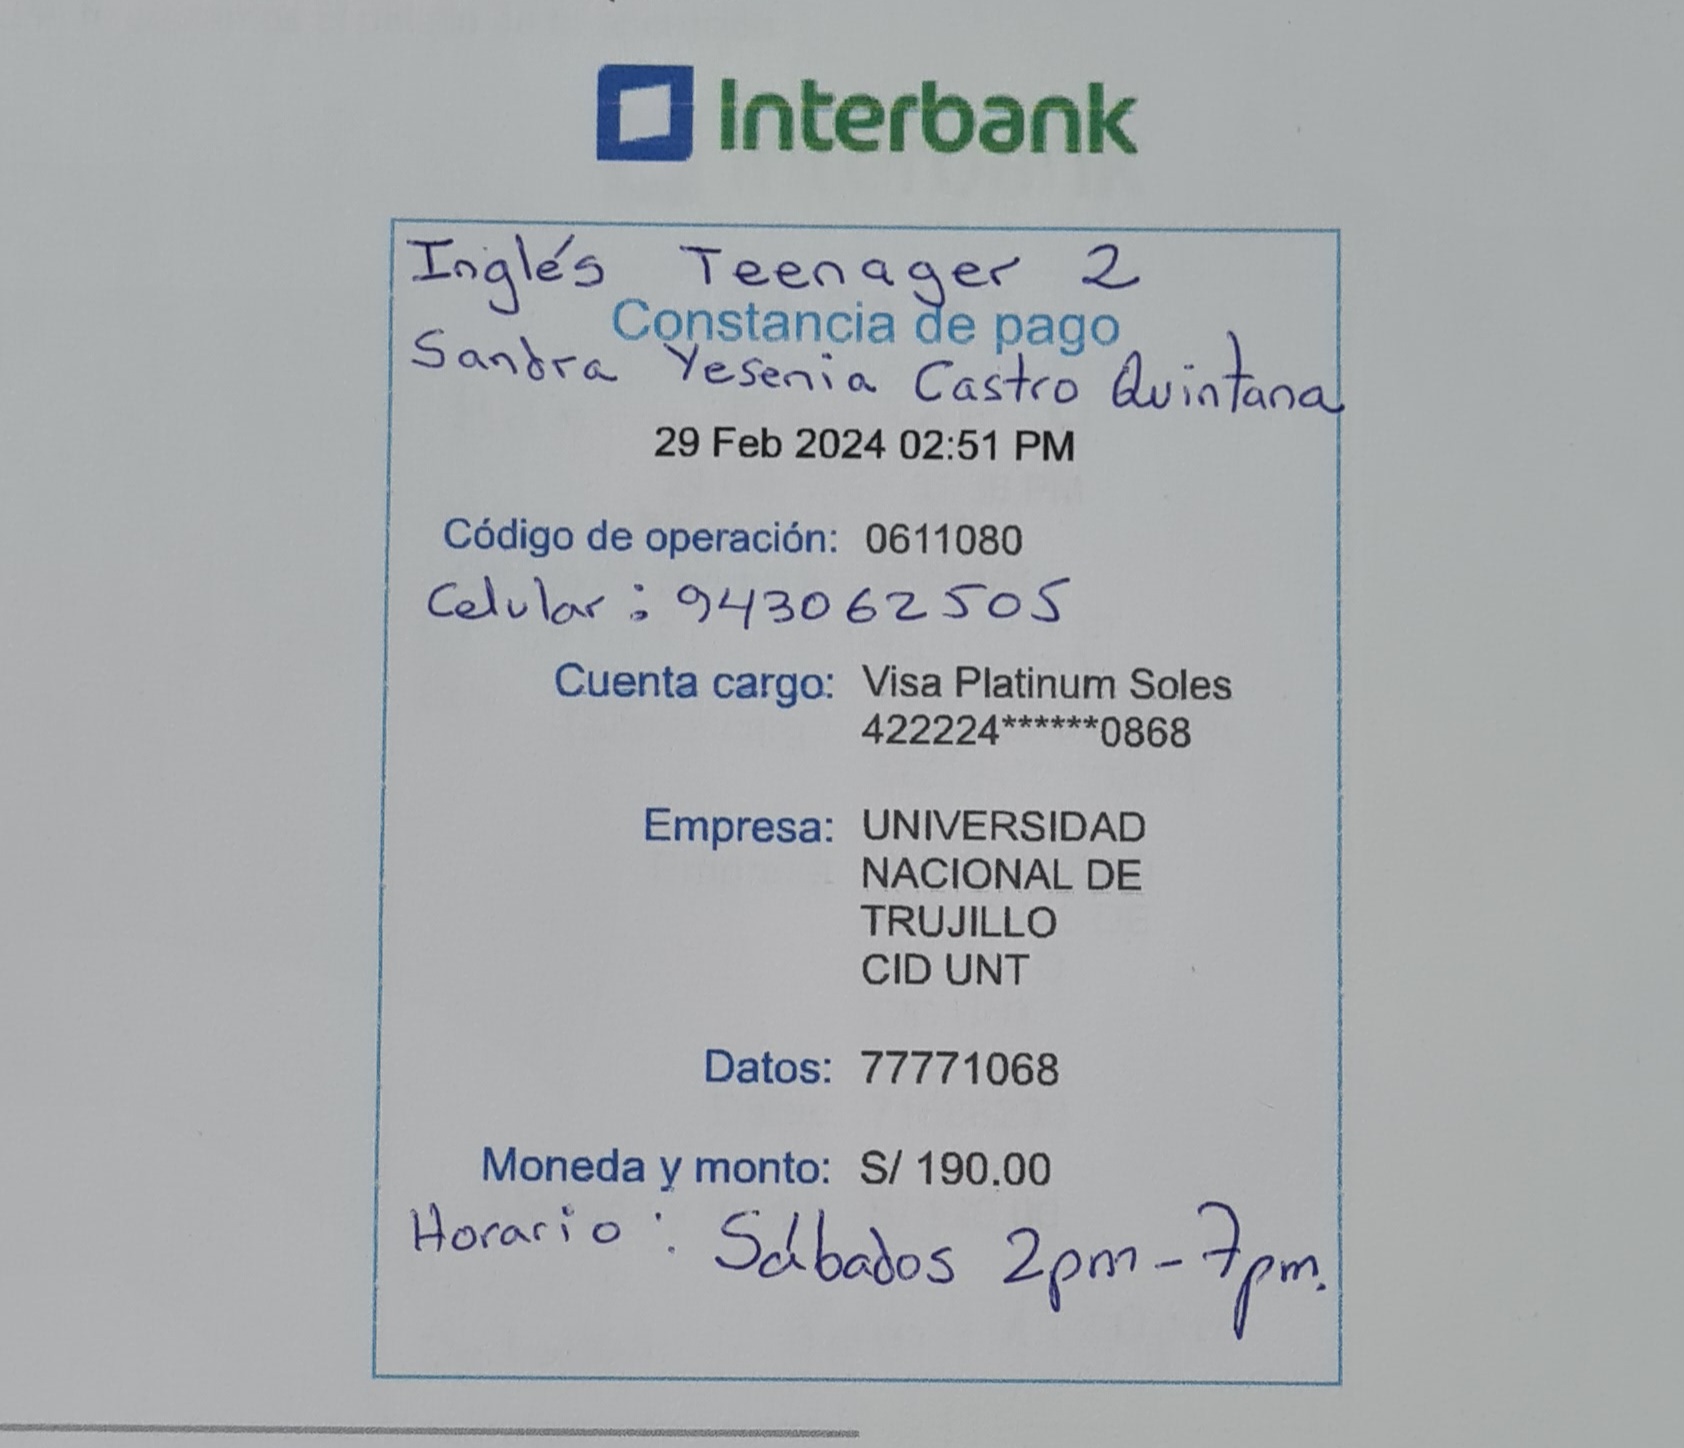 Interbank
Inglés Teenager 2
Constancia de pago
Sandra Yesenia Castro Quintana
29 Feb 2024 02:51 PM
Código de operación: 0611080
Celular: 943062505
Cuenta cargo: Visa Platinum Soles
422224******0868
Empresa: UNIVERSIDAD
NACIONAL DE
TRUJILLO
CID UNT
Datos: 77771068
Moneda y monto: S/ 190.00
Horario: Sábados 2pm-7pm.